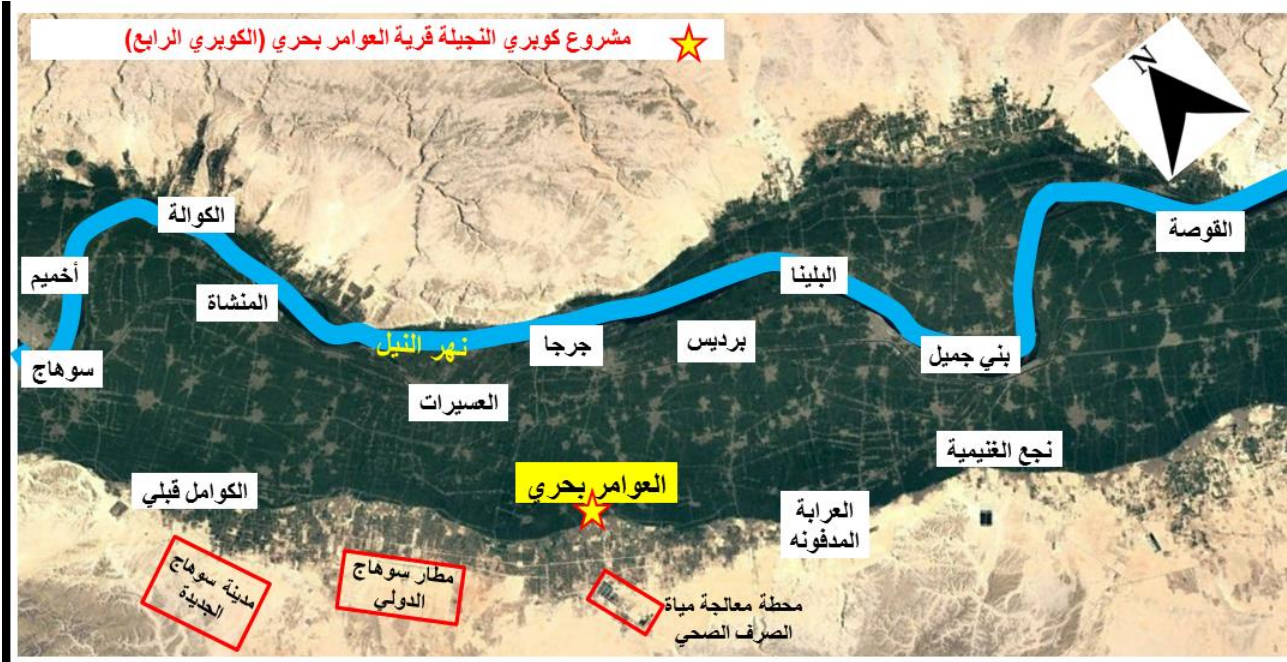 مشروع كوبري النجيلة قرية العوامر بحري (الكوبري الرابع)
N
الكوالة
القوصة
أخميم
البلينا
المنشاة
نهر النيل
جرجا
برديس
بني جميل
سوهاج
العسيرات
نجع الغنيمية
العوامر بحري
الكوامل قبلي
العرابة
المدفونه
مدينة سوهاج
الجديدة
مطار سوهاج
الدولي
محطة معالجة مياة
الصرف الصحي